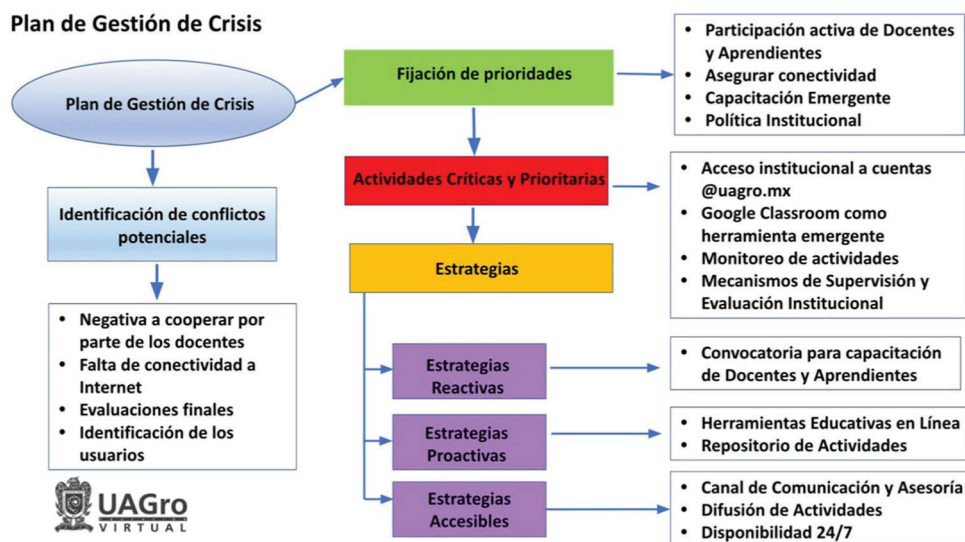 Plan de Gestión de Crisis
Plan de Gestión de Crisis
Identificación de conflictos
potenciales
• Negativa a cooperar por
parte de los docentes
• Falta de conectividad a
Internet
• Evaluaciones finales
• Identificación de los
usuarios
UAGro
VIRTUAL
Fijación de prioridades
• Participación activa de Docentes
y Aprendientes
• Asegurar conectividad
• Capacitación Emergente
• Política Institucional
Actividades Críticas y Prioritarias
• Acceso institucional a cuentas
@uagro.mx
• Google Classroom como
herramienta emergente
• Monitoreo de actividades
• Mecanismos de Supervisión y
Evaluación Institucional
Estrategias
Estrategias
Reactivas
• Convocatoria para capacitación
de Docentes y Aprendientes
Estrategias
Proactivas
• Herramientas Educativas en Línea
• Repositorio de Actividades
Estrategias
Accesibles
• Canal de Comunicación y Asesoría
• Difusión de Actividades
• Disponibilidad 24/7